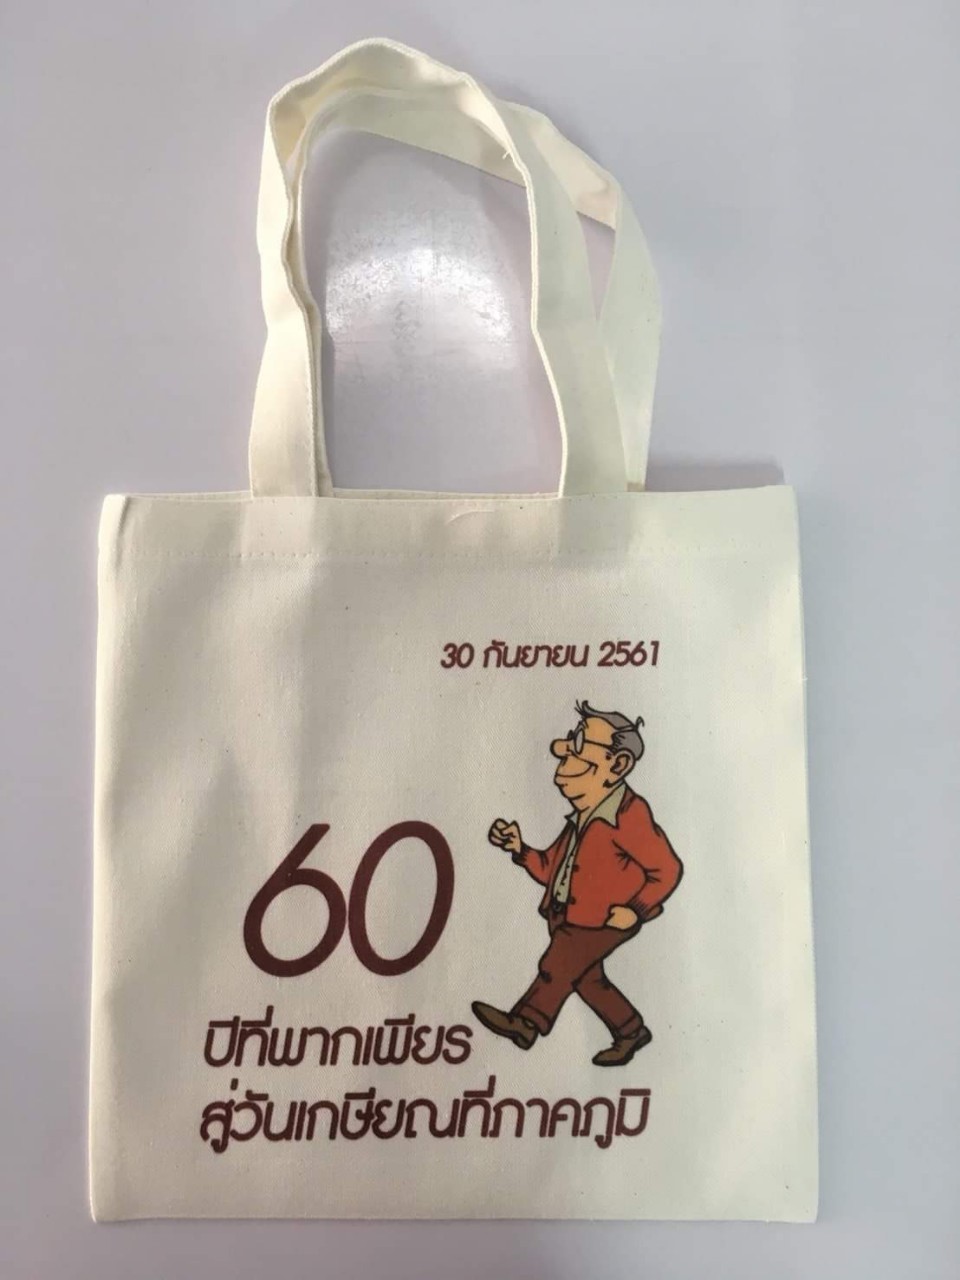 30 กันยายน 2561
60
ปีที่พากเพียร
สู่วันเกษียณที่ภาคภูมิ